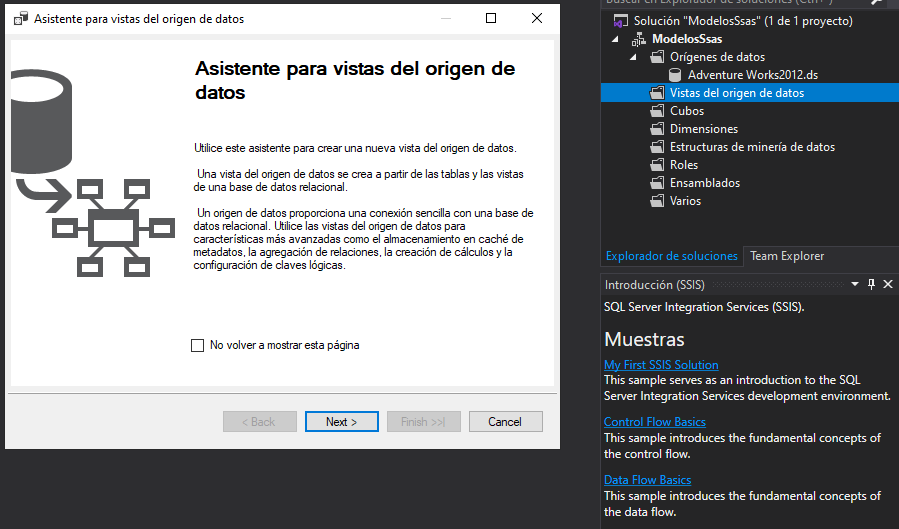 Asistente para vistas del origen de datos
Asistente para vistas del origen de
datos
Utilice este asistente para crear una nueva vista del origen de datos.
Una vista del origen de datos se crea a partir de las tablas y las vistas
de una base de datos relacional.
Un origen de datos proporciona una conexión sencilla con una base de
datos relacional. Utilice las vistas del origen de datos para
características más avanzadas como el almacenamiento en caché de
metadatos, la agregación de relaciones, la creación de cálculos y la
configuración de claves lógicas.
No volver a mostrar esta página
< Back
Next >
Finish >>|
Cancel
Buscar en Explorador de soluciones (Ctrl+')
Solución "ModelosSsas" (1 de 1 proyecto)
ModelosSsas
Orígenes de datos
Adventure Works2012.ds
Vistas del origen de datos
Cubos
Dimensiones
Estructuras de minería de datos
Roles
Ensamblados
Varios
Explorador de soluciones
Team Explorer
Introducción (SSIS)
SQL Server Integration Services (SSIS).
Muestras
My First SSIS Solution
This sample serves as an introduction to the SQL
Server Integration Services development environment.
Control Flow Basics
This sample introduces the fundamental concepts of
the control flow.
Data Flow Basics
This sample introduces the fundamental concepts of
the data flow.